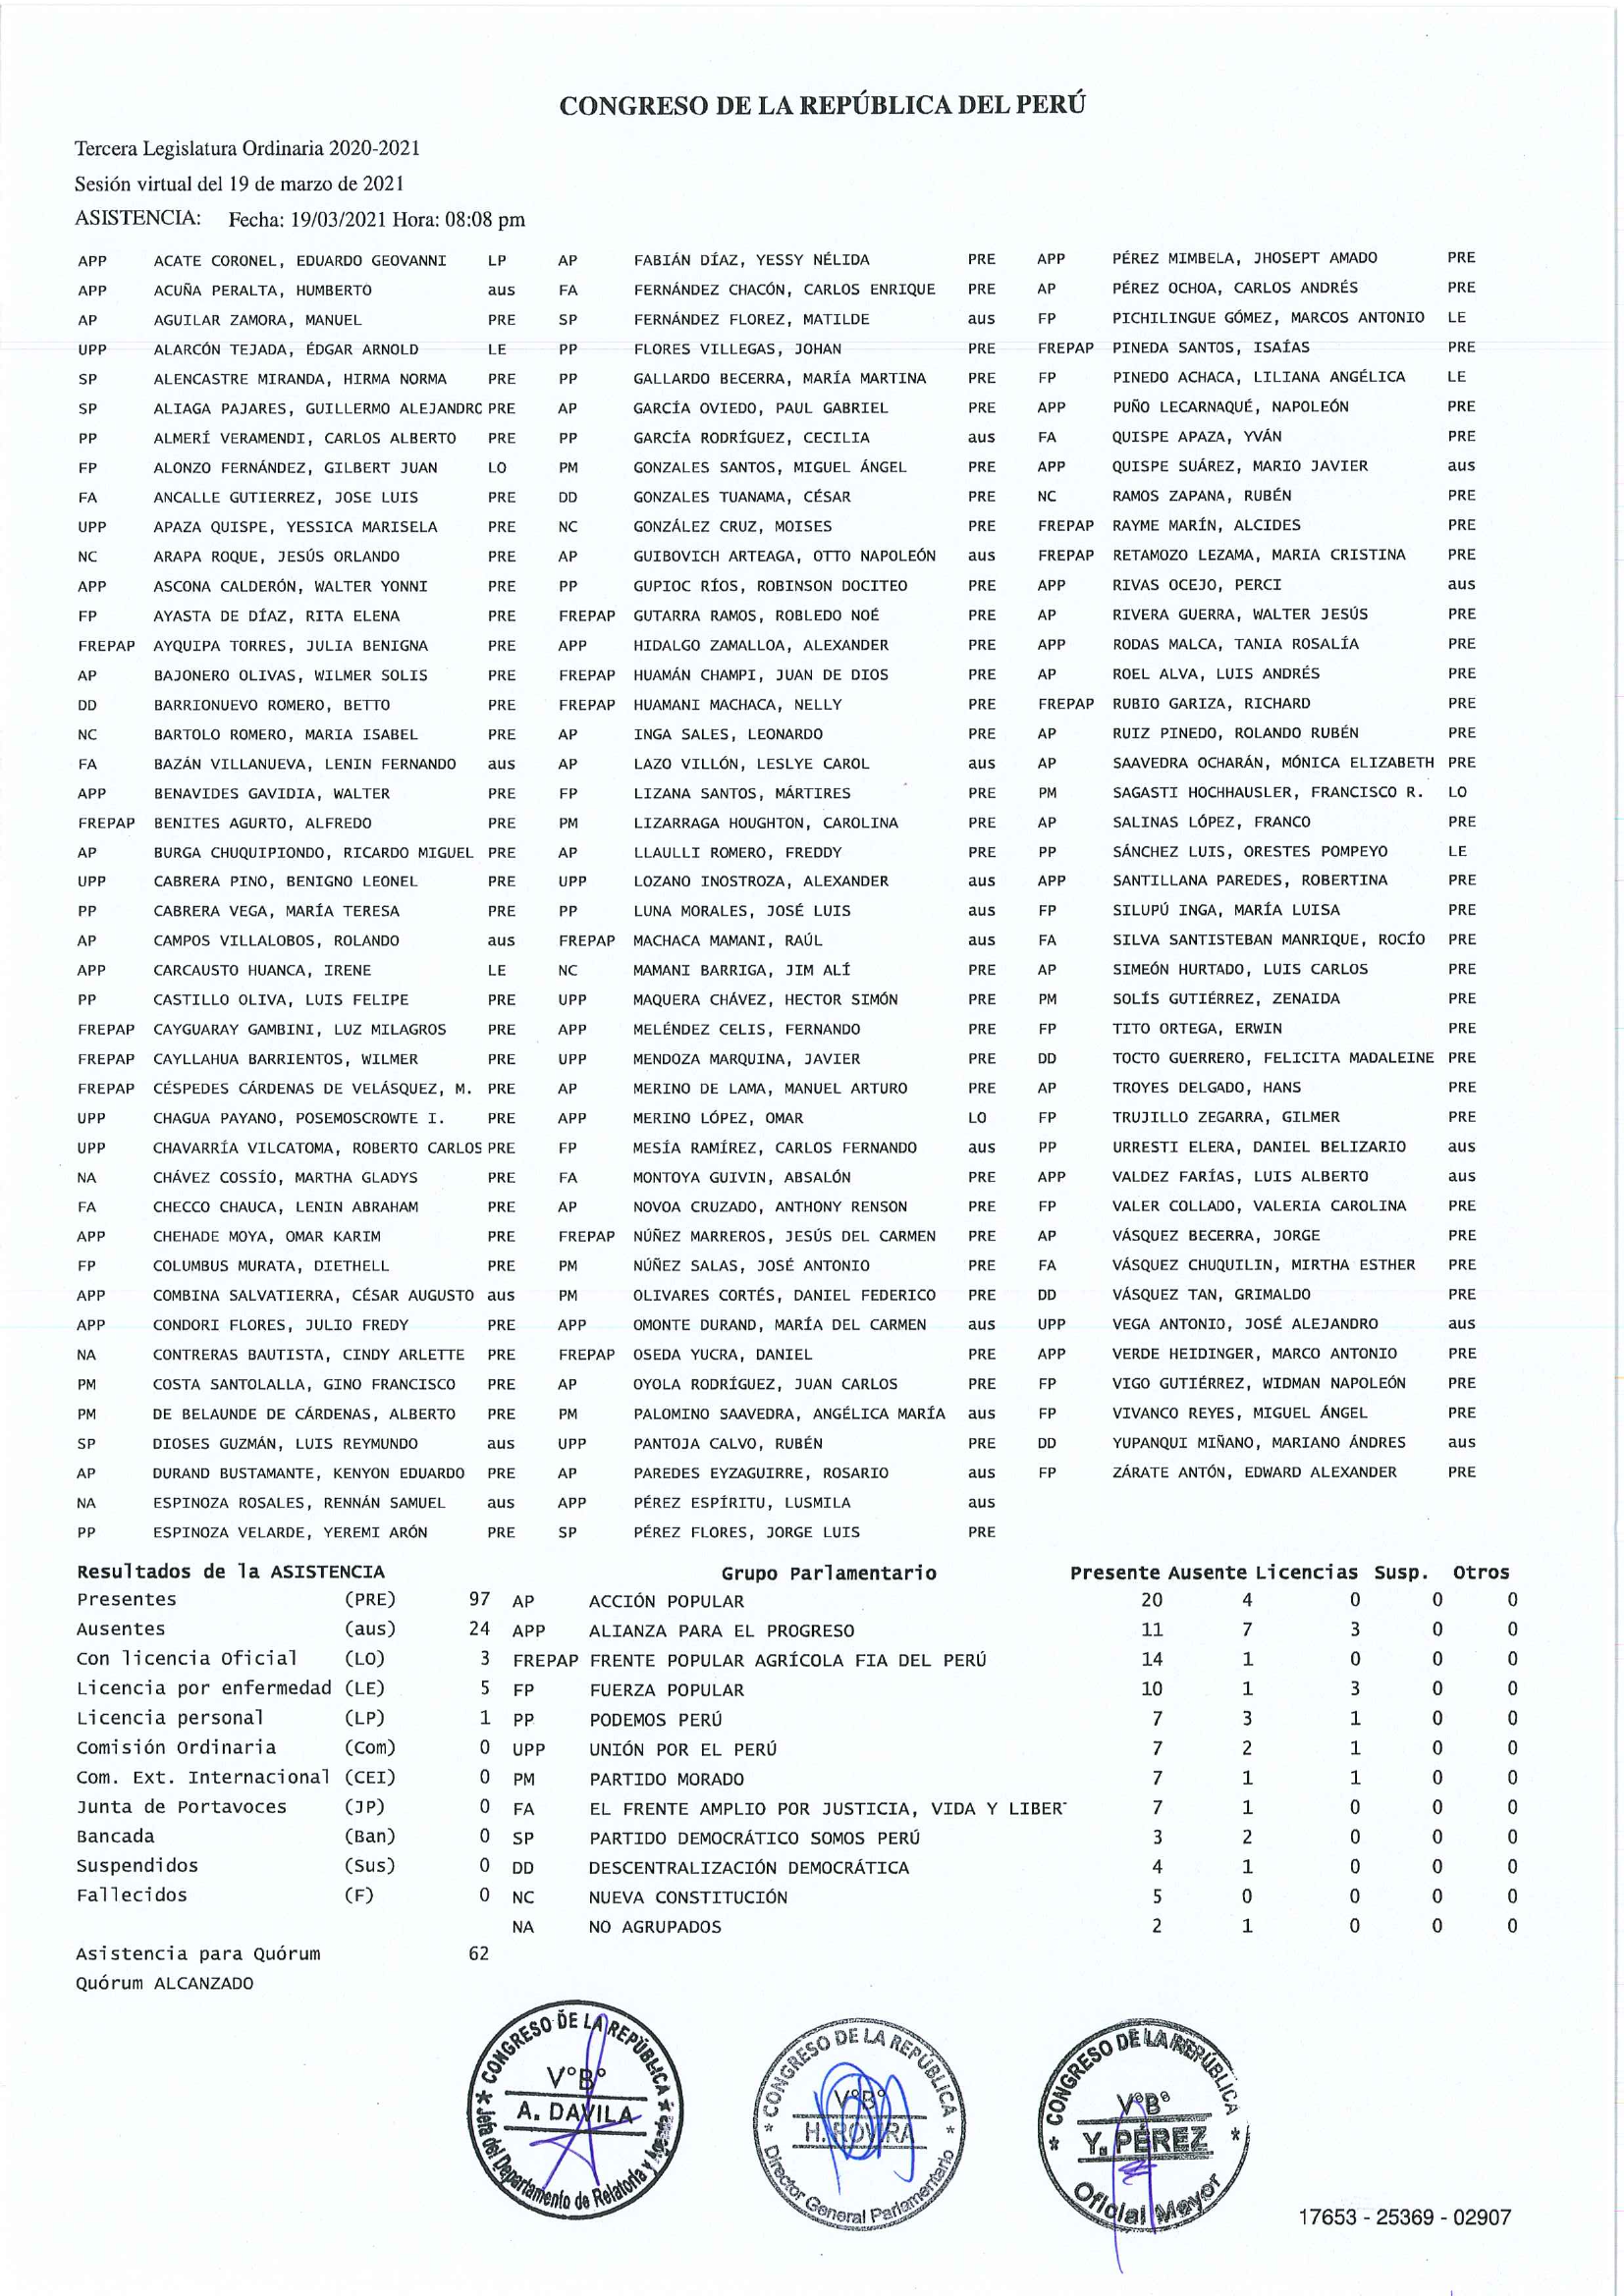 CONGRESO DE LA REPÚBLICA DEL PERÚ
Tercera Legislatura Ordinaria 2020-2021
Sesión virtual del 19 de marzo de 2021
ASISTENCIA: Fecha: 19/03/2021 Hora: 08:08 pm
APP ACATE CORONEL, EDUARDO GEOVANNI LP AP FABIÁN DÍAZ, YESSY NÉLIDA PRE APP PÉREZ MIMBELA, JHOSEPT AMADO PRE
APP ACUÑA PERALTA, HUMBERTO aus FA FERNÁNDEZ CHACÓN, CARLOS ENRIQUE PRE AP PÉREZ OCHOA, CARLOS ANDRÉS PRE
AP AGUILAR ZAMORA, MANUEL PRE SP FERNÁNDEZ FLOREZ, MATILDE aus FP PICHILINGUE GÓMEZ, MARCOS ANTONIO LE
UPP ALARCÓN TEJADA, ÉDGAR ARNOLD LE PP FLORES VILLEGAS, JOHAN PRE FREPAP PINEDA SANTOS, ISAÍAS PRE
SP ALENCASTRE MIRANDA, HIRMA NORMA PRE PP GALLARDO BECERRA, MARÍA MARTINA PRE FP PINEDO ACHACA, LILIANA ANGÉLICA LE
SP ALIAGA PAJARES, GUILLERMO ALEJANDRO PRE AP GARCÍA OVIEDO, PAUL GABRIEL PRE APP PUÑO LECARNAQUÉ, NAPOLEÓN PRE
PP ALMERÍ VERAMENDI, CARLOS ALBERTO PRE PP GARCÍA RODRÍGUEZ, CECILIA aus FA QUISPE APAZA, YVÁN PRE
FP ALONZO FERNÁNDEZ, GILBERT JUAN LO PM GONZALES SANTOS, MIGUEL ÁNGEL PRE APP QUISPE SUÁREZ, MARIO JAVIER aus
FA ANCALLE GUTIERREZ, JOSE LUIS PRE DD GONZALES TUANAMA, CÉSAR PRE NC RAMOS ZAPANA, RUBÉN PRE
UPP APAZA QUISPE, YESSICA MARISELA PRE NC GONZÁLEZ CRUZ, MOISES PRE FREPAP RAYME MARÍN, ALCIDES PRE
NC ARAPA ROQUE, JESÚS ORLANDO PRE AP GUIBOVICH ARTEAGA, OTTO NAPOLEÓN aus FREPAP RETAMOZO LEZAMA, MARIA CRISTINA PRE
APP ASCONA CALDERÓN, WALTER YONNI PRE PP GUPIOC RÍOS, ROBINSON DOCITEO PRE APP RIVAS OCEJO, PERCI aus
FP AYASTA DE DÍAZ, RITA ELENA PRE FREPAP GUTARRA RAMOS, ROBLEDO NOÉ PRE AP RIVERA GUERRA, WALTER JESÚS PRE
FREPAP AYQUIPA TORRES, JULIA BENIGNA PRE APP HIDALGO ZAMALLOA, ALEXANDER PRE APP RODAS MALCA, TANIA ROSALÍA PRE
AP BAJONERO OLIVAS, WILMER SOLIS PRE FREPAP HUAMÁN CHAMPI, JUAN DE DIOS PRE AP ROEL ALVA, LUIS ANDRÉS PRE
DD BARRIONUEVO ROMERO, BETTO PRE FREPAP HUAMANI MACHACA, NELLY PRE FREPAP RUBIO GARIZA, RICHARD PRE
NC BARTOLO ROMERO, MARIA ISABEL PRE AP INGA SALES, LEONARDO PRE AP RUIZ PINEDO, ROLANDO RUBÉN PRE
FA BAZÁN VILLANUEVA, LENIN FERNANDO aus AP LAZO VILLÓN, LESLYE CAROL aus AP SAAVEDRA OCHARÁN, MÓNICA ELIZABETH PRE
APP BENAVIDES GAVIDIA, WALTER PRE FP LIZANA SANTOS, MÁRTIRES PRE PM SAGASTI HOCHHAUSLER, FRANCISCO R. LO
FREPAP BENITES AGURTO, ALFREDO PRE PM LIZARRAGA HOUGHTON, CAROLINA PRE AP SALINAS LÓPEZ, FRANCO PRE
AP BURGA CHUQUIPIONDO, RICARDO MIGUEL PRE AP LLAULLI ROMERO, FREDDY PRE PP SÁNCHEZ LUIS, ORESTES POMPEYO LE
UPP CABRERA PINO, BENIGNO LEONEL PRE UPP LOZANO INOSTROZA, ALEXANDER aus APP SANTILLANA PAREDES, ROBERTINA PRE
PP CABRERA VEGA, MARÍA TERESA PRE PP LUNA MORALES, JOSÉ LUIS aus FP SILUPÚ INGA, MARÍA LUISA PRE
AP CAMPOS VILLALOBOS, ROLANDO aus FREPAP MACHACA MAMANI, RAÚL aus FA SILVA SANTISTEBAN MANRIQUE, ROCÍO PRE
APP CARCAUSTO HUANCA, IRENE LE NC MAMANI BARRIGA, JIM ALÍ PRE AP SIMEÓN HURTADO, LUIS CARLOS PRE
PP CASTILLO OLIVA, LUIS FELIPE PRE UPP MAQUERA CHÁVEZ, HECTOR SIMÓN PRE PM SOLÍS GUTIÉRREZ, ZENAIDA PRE
FREPAP CAYGUARAY GAMBINI, LUZ MILAGROS PRE APP MELÉNDEZ CELIS, FERNANDO PRE FP TITO ORTEGA, ERWIN PRE
FREPAP CAYLLAHUA BARRIENTOS, WILMER PRE UPP MENDOZA MARQUINA, JAVIER PRE DD TOCTO GUERRERO, FELICITA MADALEINE PRE
FREPAP CÉSPEDES CÁRDENAS DE VELÁSQUEZ, M. PRE AP MERINO DE LAMA, MANUEL ARTURO PRE AP TROYES DELGADO, HANS PRE
UPP CHAGUA PAYANO, POSEMOSCROWTE I. PRE APP MERINO LÓPEZ, OMAR LO FP TRUJILLO ZEGARRA, GILMER PRE
UPP CHAVARRÍA VILCATOMA, ROBERTO CARLOS PRE FP MESÍA RAMÍREZ, CARLOS FERNANDO aus PP URRESTI ELERA, DANIEL BELIZARIO aus
NA CHÁVEZ COSSÍO, MARTHA GLADYS PRE FA MONTOYA GUIVIN, ABSALÓN PRE APP VALDEZ FARÍAS, LUIS ALBERTO aus
FA CHECCO CHAUCA, LENIN ABRAHAM PRE AP NOVOA CRUZADO, ANTHONY RENSON PRE FP VALER COLLADO, VALERIA CAROLINA PRE
APP CHEHADE MOYA, OMAR KARIM PRE FREPAP NÚÑEZ MARREROS, JESÚS DEL CARMEN PRE AP VÁSQUEZ BECERRA, JORGE PRE
FP COLUMBUS MURATA, DIETHELL PRE PM NÚÑEZ SALAS, JOSÉ ANTONIO PRE FA VÁSQUEZ CHUQUILIN, MIRTHA ESTHER PRE
APP COMBINA SALVATIERRA, CÉSAR AUGUSTO aus PM OLIVARES CORTÉS, DANIEL FEDERICO PRE DD VÁSQUEZ TAN, GRIMALDO PRE
APP CONDORI FLORES, JULIO FREDY PRE APP OMONTE DURAND, MARÍA DEL CARMEN aus UPP VEGA ANTONIO, JOSÉ ALEJANDRO aus
NA CONTRERAS BAUTISTA, CINDY ARLETTE PRE FREPAP OSEDA YUCRA, DANIEL PRE APP VERDE HEIDINGER, MARCO ANTONIO PRE
PM COSTA SANTOLALLA, GINO FRANCISCO PRE AP OYOLA RODRÍGUEZ, JUAN CARLOS PRE FP VIGO GUTIÉRREZ, WIDMAN NAPOLEÓN PRE
PM DE BELAUNDE DE CÁRDENAS, ALBERTO PRE PM PALOMINO SAAVEDRA, ANGÉLICA MARÍA aus FP VIVANCO REYES, MIGUEL ÁNGEL PRE
SP DIOSES GUZMÁN, LUIS REYMUNDO aus UPP PANTOJA CALVO, RUBÉN PRE DD YUPANQUI MIÑANO, MARIANO ÁNDRES aus
AP DURAND BUSTAMANTE, KENYON EDUARDO PRE AP PAREDES EYZAGUIRRE, ROSARIO aus FP ZÁRATE ANTÓN, EDWARD ALEXANDER PRE
NA ESPINOZA ROSALES, RENNÁN SAMUEL aus APP PÉREZ ESPÍRITU, LUSMILA aus
PP ESPINOZA VELARDE, YEREMI ARÓN PRE SP PÉREZ FLORES, JORGE LUIS PRE
Resultados de la ASISTENCIA Grupo Parlamentario Presente Ausente Licencias Susp. Otros
Presentes (PRE) 97 AP ACCIÓN POPULAR 20 4 0 0 0
Ausentes (aus) 24 APP ALIANZA PARA EL PROGRESO 11 7 3 0 0
Con licencia Oficial (LO) 3 FREPAP FRENTE POPULAR AGRÍCOLA FIA DEL PERÚ 14 1 0 0 0
Licencia por enfermedad (LE) 5 FP FUERZA POPULAR 10 1 3 0 0
Licencia personal (LP) 1 PP PODEMOS PERÚ 7 3 1 0 0
Comisión Ordinaria (Com) 0 UPP UNIÓN POR EL PERÚ 7 2 1 0 0
Com. Ext. Internacional (CEI) 0 PM PARTIDO MORADO 7 1 1 0 0
Junta de Portavoces (JP) 0 FA EL FRENTE AMPLIO POR JUSTICIA, VIDA Y LIBER 7 1 0 0 0
Bancada (Ban) 0 SP PARTIDO DEMOCRÁTICO SOMOS PERÚ 3 2 0 0 0
Suspendidos (Sus) 0 DD DESCENTRALIZACIÓN DEMOCRÁTICA 4 1 0 0 0
Fallecidos (F) 0 NC NUEVA CONSTITUCIÓN 5 0 0 0 0
NA NO AGRUPADOS 2 1 0 0 0
Asistencia para Quórum 62
Quórum ALCANZADO
CONGRESO DE LA REPÚBLICA
V°B°
A. DAVILA
Jefa del Departamento de Relatoría y Agenda
CONGRESO DE LA REPÚBLICA
V°B°
H. ROVIRA
Director General Parlamentario
CONGRESO DE LA REPÚBLICA
V°B°
Y. PÉREZ
Oficial Mayor
17653 - 25369 - 02907